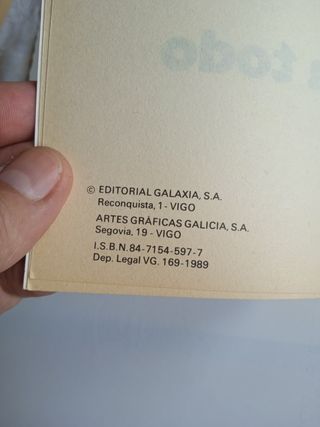 s todo
© EDITORIAL GALAXIA, S.A.
Reconquista, 1 - VIGO
ARTES GRÁFICAS GALICIA, S.A.
Segovia, 19 - VIGO
I.S.B.N. 84-7154-597-7
Dep. Legal VG. 169-1989